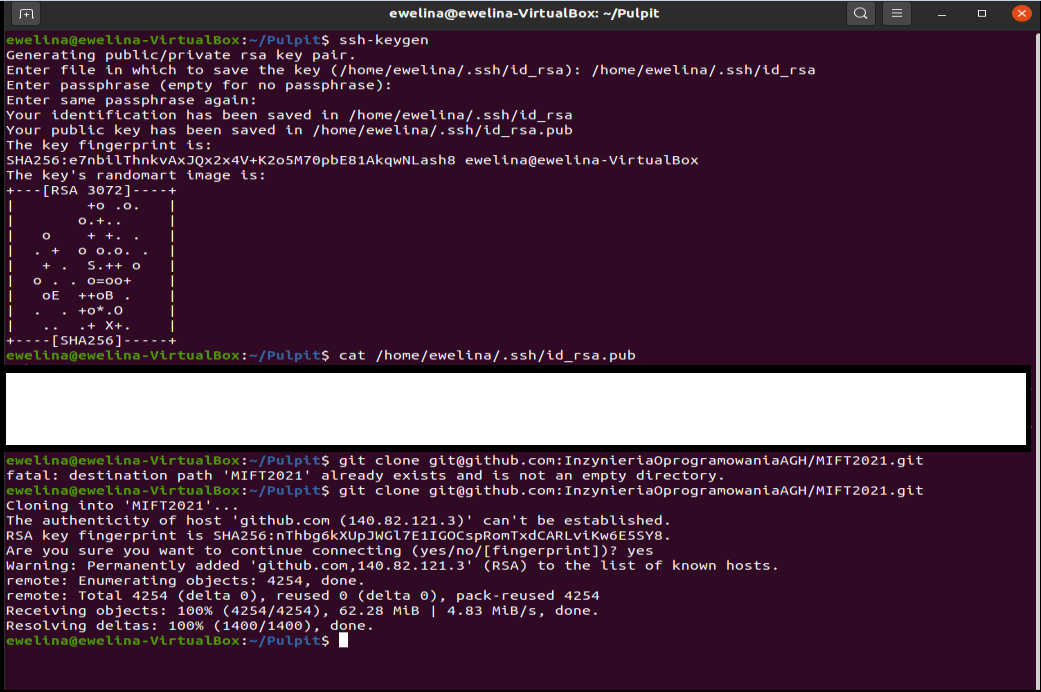 ewelina@ewelina-VirtualBox: ~/Pulpit
ewelina@ewelina-VirtualBox:~/Pulpit$ ssh-keygen
Generating public/private rsa key pair.
Enter file in which to save the key (/home/ewelina/.ssh/id_rsa): /home/ewelina/.ssh/id_rsa
Enter passphrase (empty for no passphrase):
Enter same passphrase again:
Your identification has been saved in /home/ewelina/.ssh/id_rsa
Your public key has been saved in /home/ewelina/.ssh/id_rsa.pub
The key fingerprint is:
SHA256:e7nbilThnkvAxJQx2x4V+K2o5M70pbE81AkqwNLash8 ewelina@ewelina-VirtualBox
The key's randomart image is:
+---[RSA 3072]----+
|        +o .o.   |
|       o.+..     |
|   o    + +. .   |
|  . +  o o.o. .  |
|   + .  S.++ o   |
|  o . . o=oo+    |
|   oE  ++oB .    |
|  .  . +o*.O     |
|   ..  .+ X+.    |
+----[SHA256]-----+
ewelina@ewelina-VirtualBox:~/Pulpit$ cat /home/ewelina/.ssh/id_rsa.pub
ewelina@ewelina-VirtualBox:~/Pulpit$ git clone git@github.com:InzynieriaOprogramowaniaAGH/MIFT2021.git
fatal: destination path 'MIFT2021' already exists and is not an empty directory.
ewelina@ewelina-VirtualBox:~/Pulpit$ git clone git@github.com:InzynieriaOprogramowaniaAGH/MIFT2021.git
Cloning into 'MIFT2021'...
The authenticity of host 'github.com (140.82.121.3)' can't be established.
RSA key fingerprint is SHA256:nThbg6kXUpJWGl7E1IGOCspRomTxdCARLviKw6E5SY8.
Are you sure you want to continue connecting (yes/no/[fingerprint])? yes
Warning: Permanently added 'github.com,140.82.121.3' (RSA) to the list of known hosts.
remote: Enumerating objects: 4254, done.
remote: Total 4254 (delta 0), reused 0 (delta 0), pack-reused 4254
Receiving objects: 100% (4254/4254), 62.28 MiB | 4.83 MiB/s, done.
Resolving deltas: 100% (1400/1400), done.
ewelina@ewelina-VirtualBox:~/Pulpit$